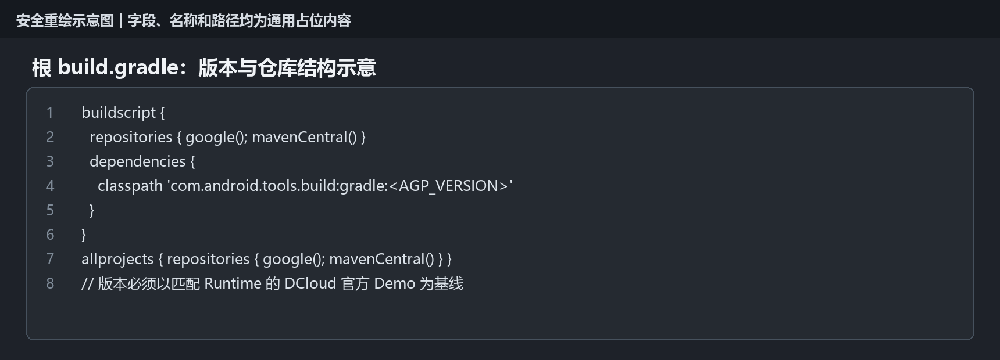 安全重绘示意图 | 字段、名称和路径均为通用占位内容
根 build.gradle：版本与仓库结构示意
1 buildscript {
2 repositories { google(); mavenCentral() }
3 dependencies {
4 classpath 'com.android.tools.build:gradle:<AGP_VERSION>'
5 }
6 }
7 allprojects { repositories { google(); mavenCentral() } }
8 // 版本必须以匹配 Runtime 的 DCloud 官方 Demo 为基线